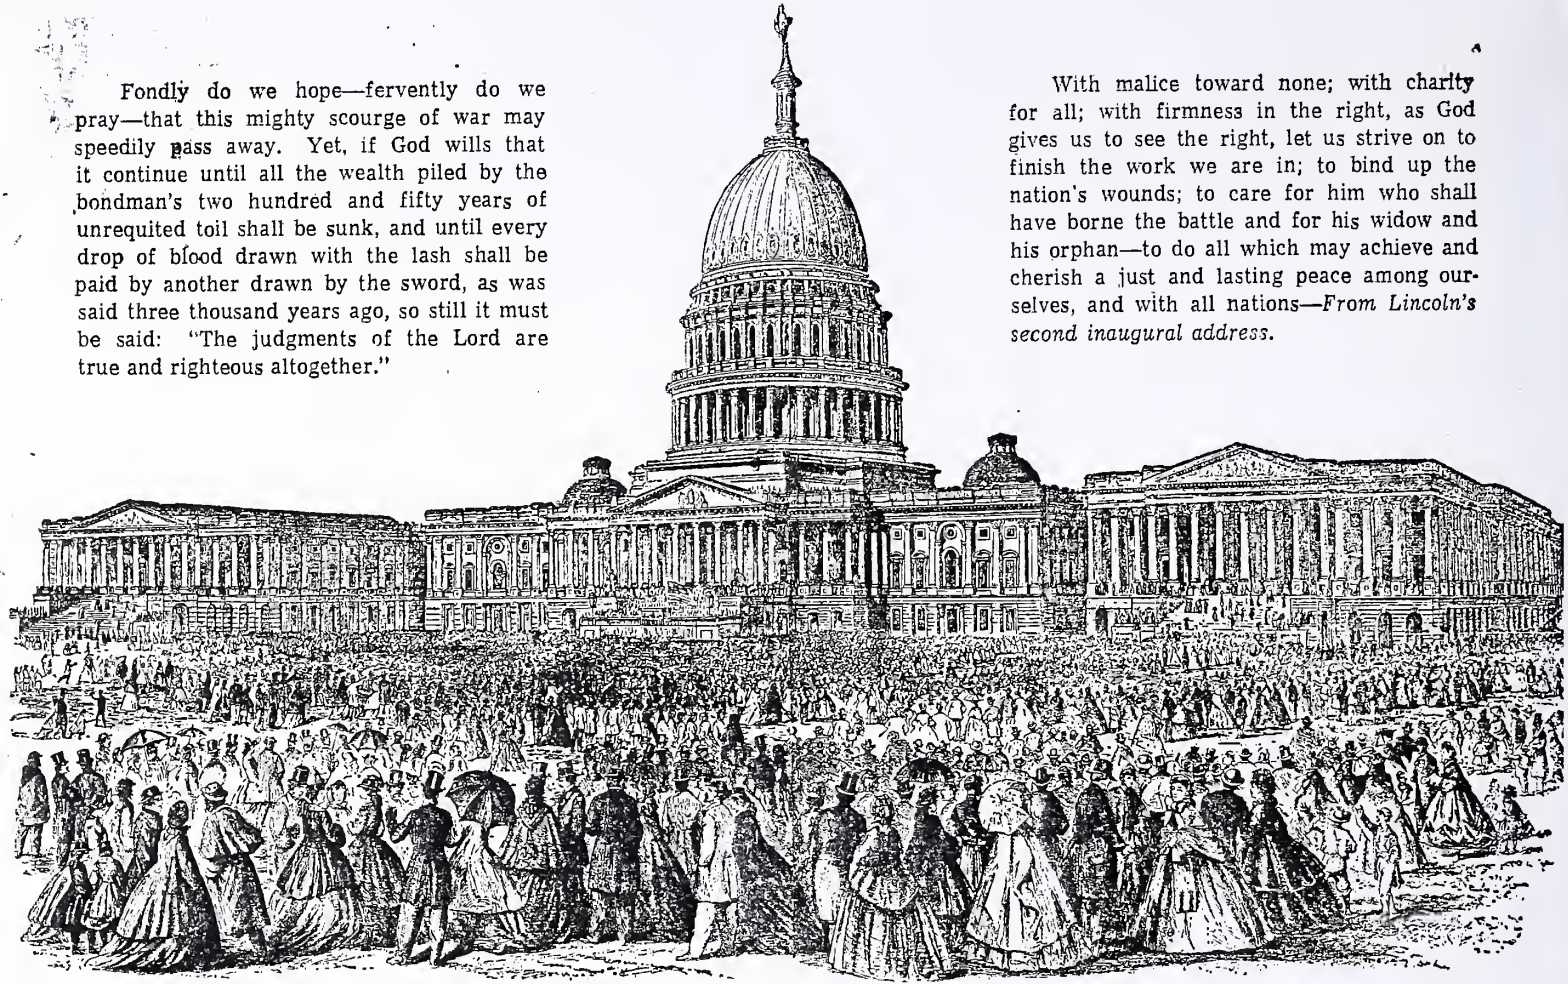 Fondly do we hope—fervently do we
pray—that this mighty scourge of war may
speedily pass away. Yet, if God wills that
it continue until all the wealth piled by the
bondman's two hundred and fifty years of
unrequited toil shall be sunk, and until every
drop of blood drawn with the lash shall be
paid by another drawn by the sword, as was
said three thousand years ago, so still it must
be said: "The judgments of the Lord are
true and righteous altogether."
With malice toward none; with charity
for all; with firmness in the right, as God
gives us to see the right, let us strive on to
finish the work we are in; to bind up the
nation's wounds; to care for him who shall
have borne the battle and for his widow and
his orphan—to do all which may achieve and
cherish a just and lasting peace among our-
selves, and with all nations—From Lincoln's
second inaugural address.